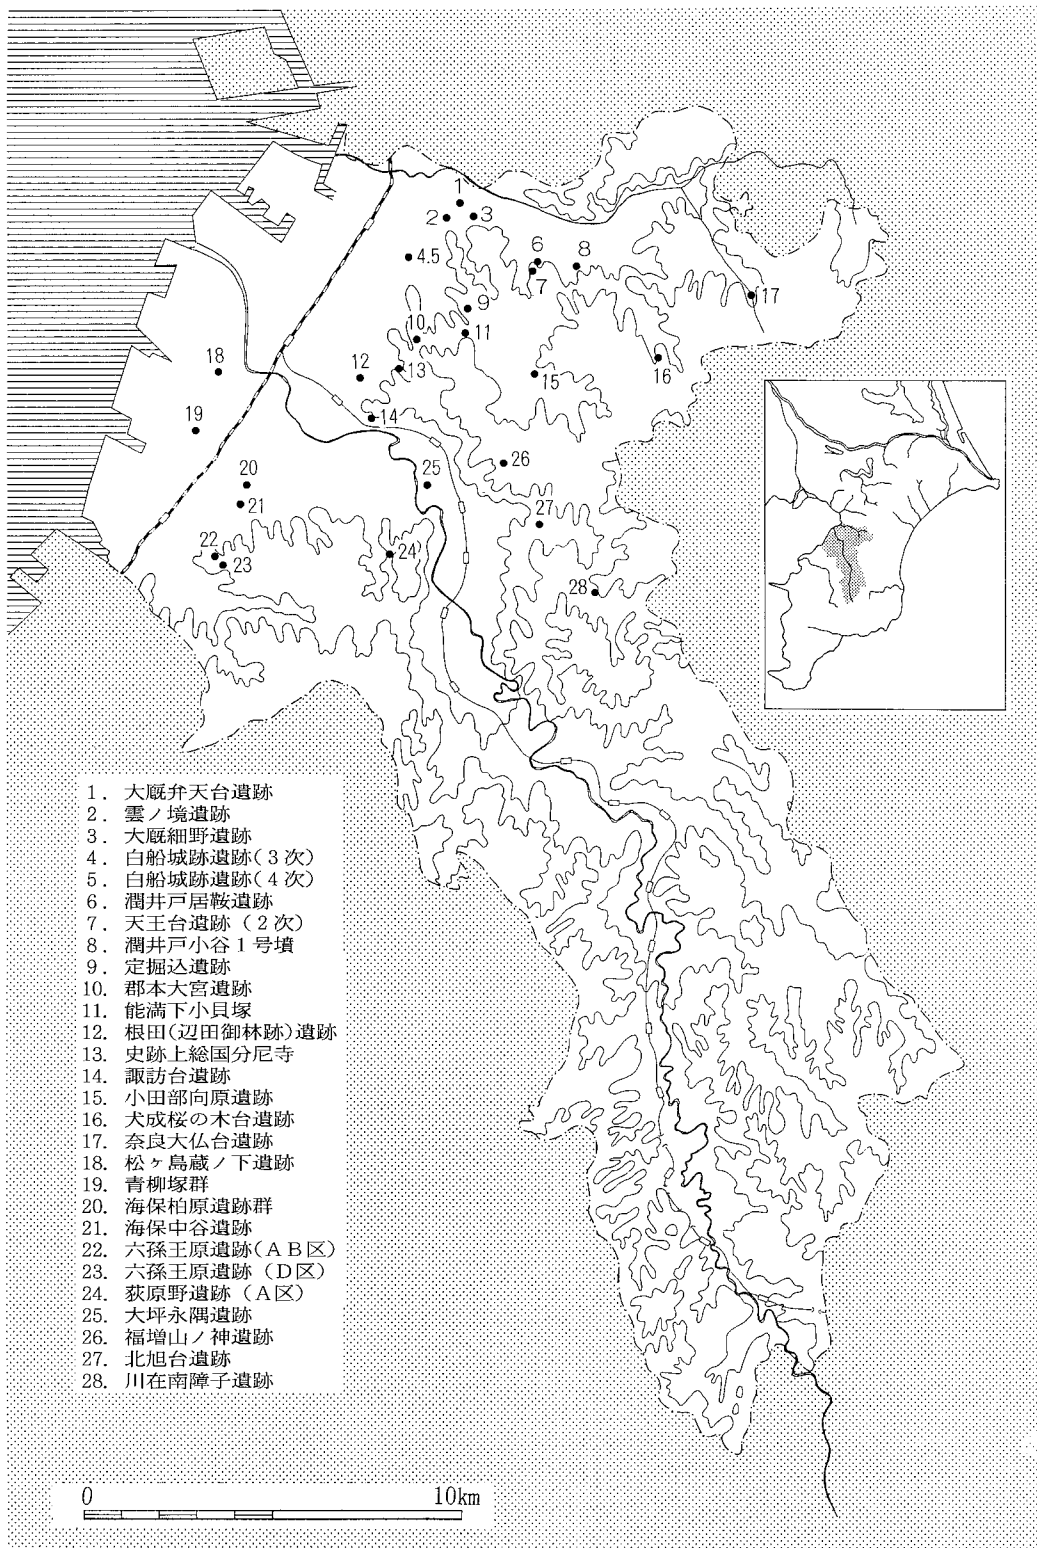 1
2
3
4.5
6
7
8
9
10
11
12
13
14
15
16
17
18
19
20
21
22
23
24
25
26
27
28
1. 大厩弁天台遺跡
2. 雲ノ境遺跡
3. 大厩細野遺跡
4. 白船城跡遺跡(3次)
5. 白船城跡遺跡(4次)
6. 潤井戸居鞍遺跡
7. 天王台遺跡(2次)
8. 潤井戸小谷1号墳
9. 定掘込遺跡
10. 郡本大宮遺跡
11. 能満下小貝塚
12. 根田(辺田御林跡)遺跡
13. 史跡上総国分尼寺
14. 諏訪台遺跡
15. 小田部向原遺跡
16. 犬成桜の木台遺跡
17. 奈良大仏台遺跡
18. 松ヶ島蔵ノ下遺跡
19. 青柳塚群
20. 海保柏原遺跡群
21. 海保中谷遺跡
22. 六孫王原遺跡(AB区)
23. 六孫王原遺跡(D区)
24. 荻原野遺跡(A区)
25. 大坪永隅遺跡
26. 福増山ノ神遺跡
27. 北旭台遺跡
28. 川在南障子遺跡
0 10km